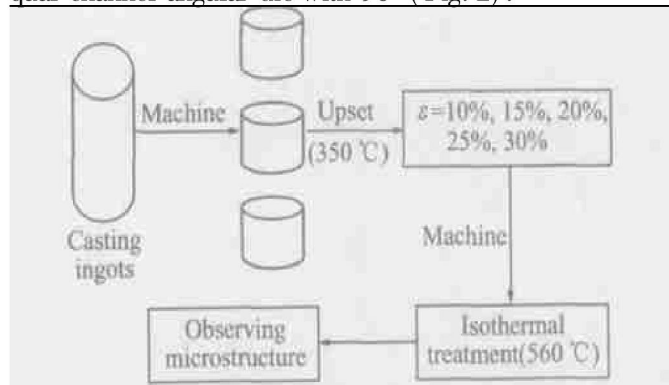 Machine
Upset
(350 ℃)
ε=10%, 15%, 20%,
25%, 30%
Casting
ingots
Machine
Isothermal
treatment(560 ℃)
Observing
microstructure